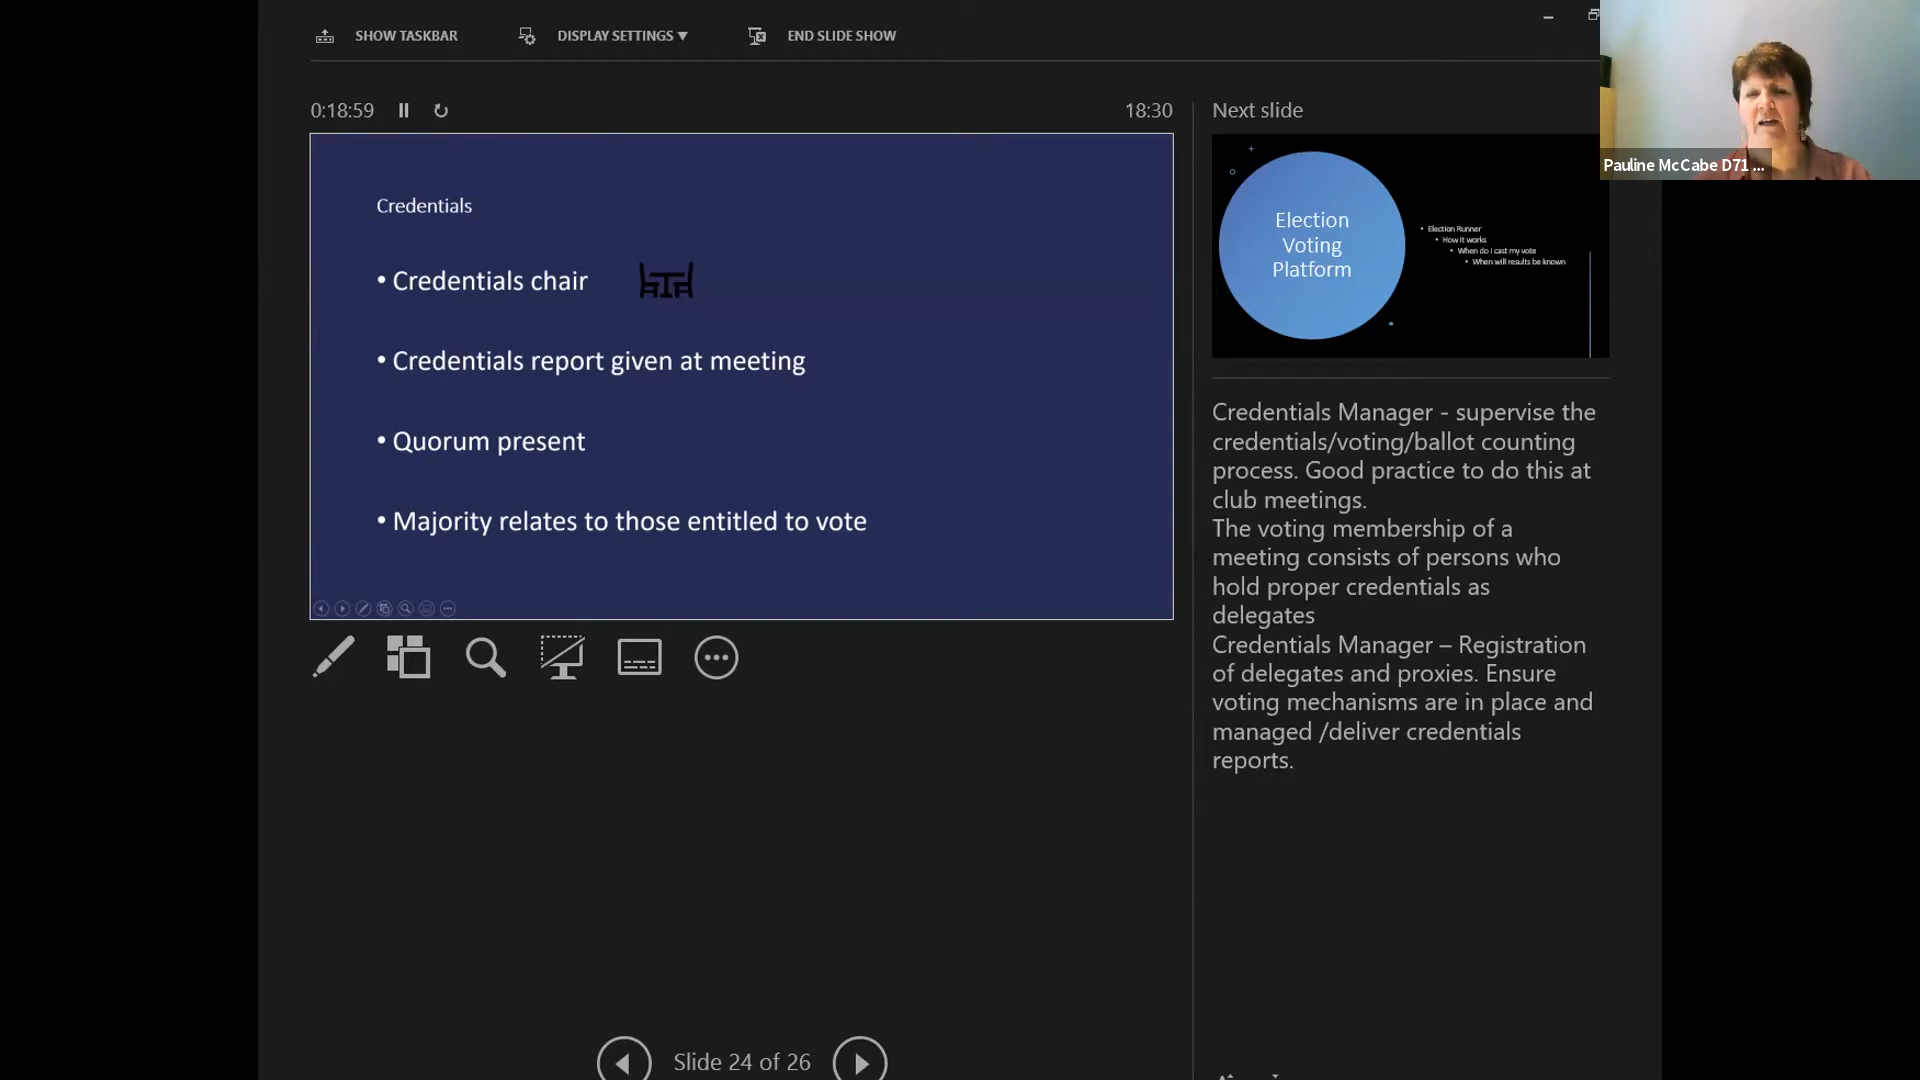 SHOW TASKBAR
DISPLAY SETTINGS ▼
END SLIDE SHOW
0:18:59
18:30
Next slide
Credentials
• Credentials chair
• Credentials report given at meeting
• Quorum present
• Majority relates to those entitled to vote
Election
Voting
Platform
• Election Runner
• How it works
• When do I cast my vote
• When will results be known
Pauline McCabe D71 ...
Credentials Manager - supervise the
credentials/voting/ballot counting
process. Good practice to do this at
club meetings.
The voting membership of a
meeting consists of persons who
hold proper credentials as
delegates
Credentials Manager – Registration
of delegates and proxies. Ensure
voting mechanisms are in place and
managed /deliver credentials
reports.
Slide 24 of 26